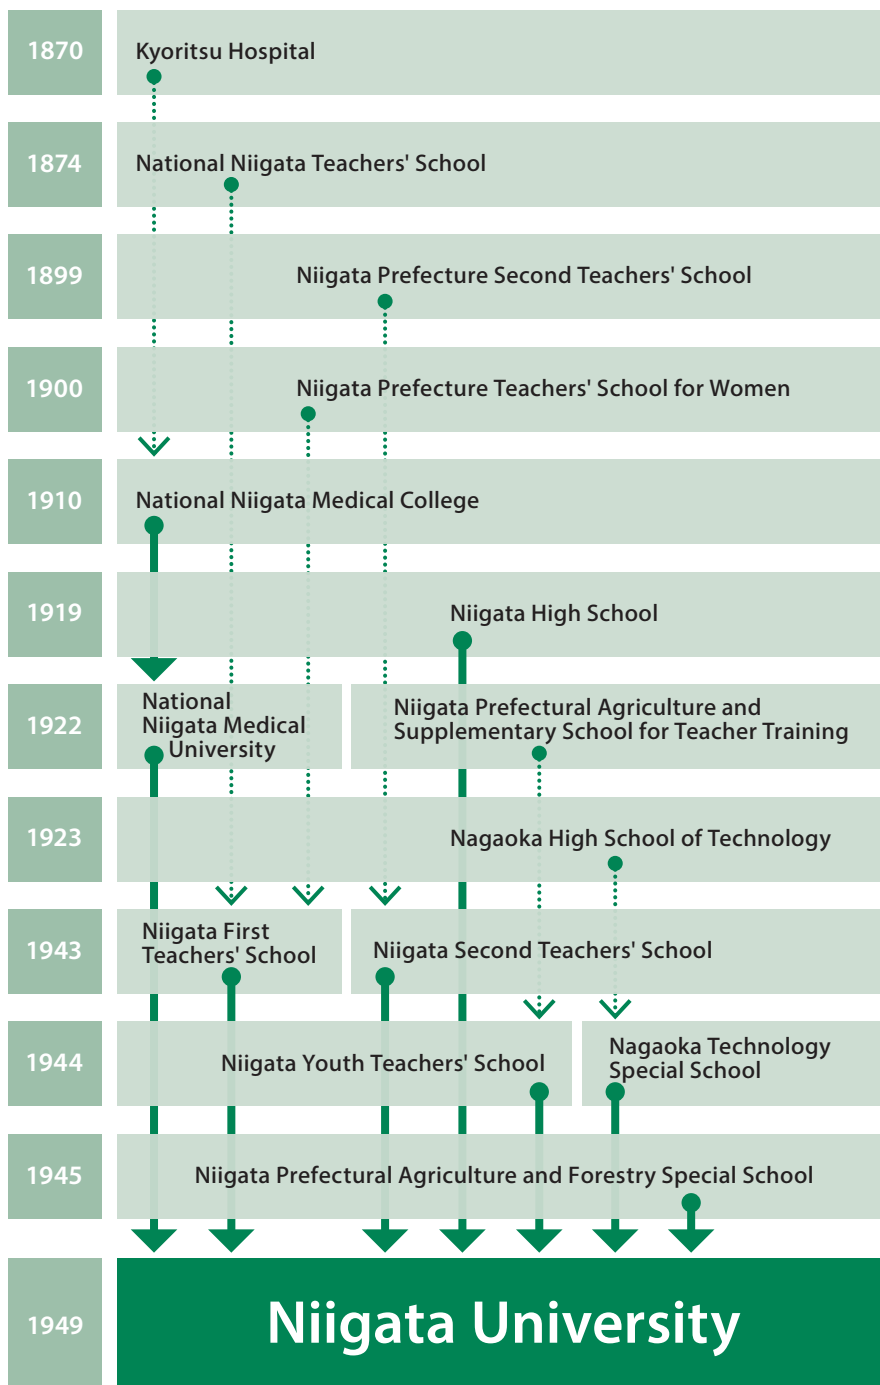 1870
Kyoritsu Hospital
1874
National Niigata Teachers' School
1899
Niigata Prefecture Second Teachers' School
1900
Niigata Prefecture Teachers' School for Women
1910
National Niigata Medical College
1919
Niigata High School
1922
National
Niigata Medical
University
Niigata Prefectural Agriculture and
Supplementary School for Teacher Training
1923
Nagaoka High School of Technology
1943
Niigata First
Teachers' School
Niigata Second Teachers' School
1944
Niigata Youth Teachers' School
Nagaoka Technology
Special School
1945
Niigata Prefectural Agriculture and Forestry Special School
1949
Niigata University